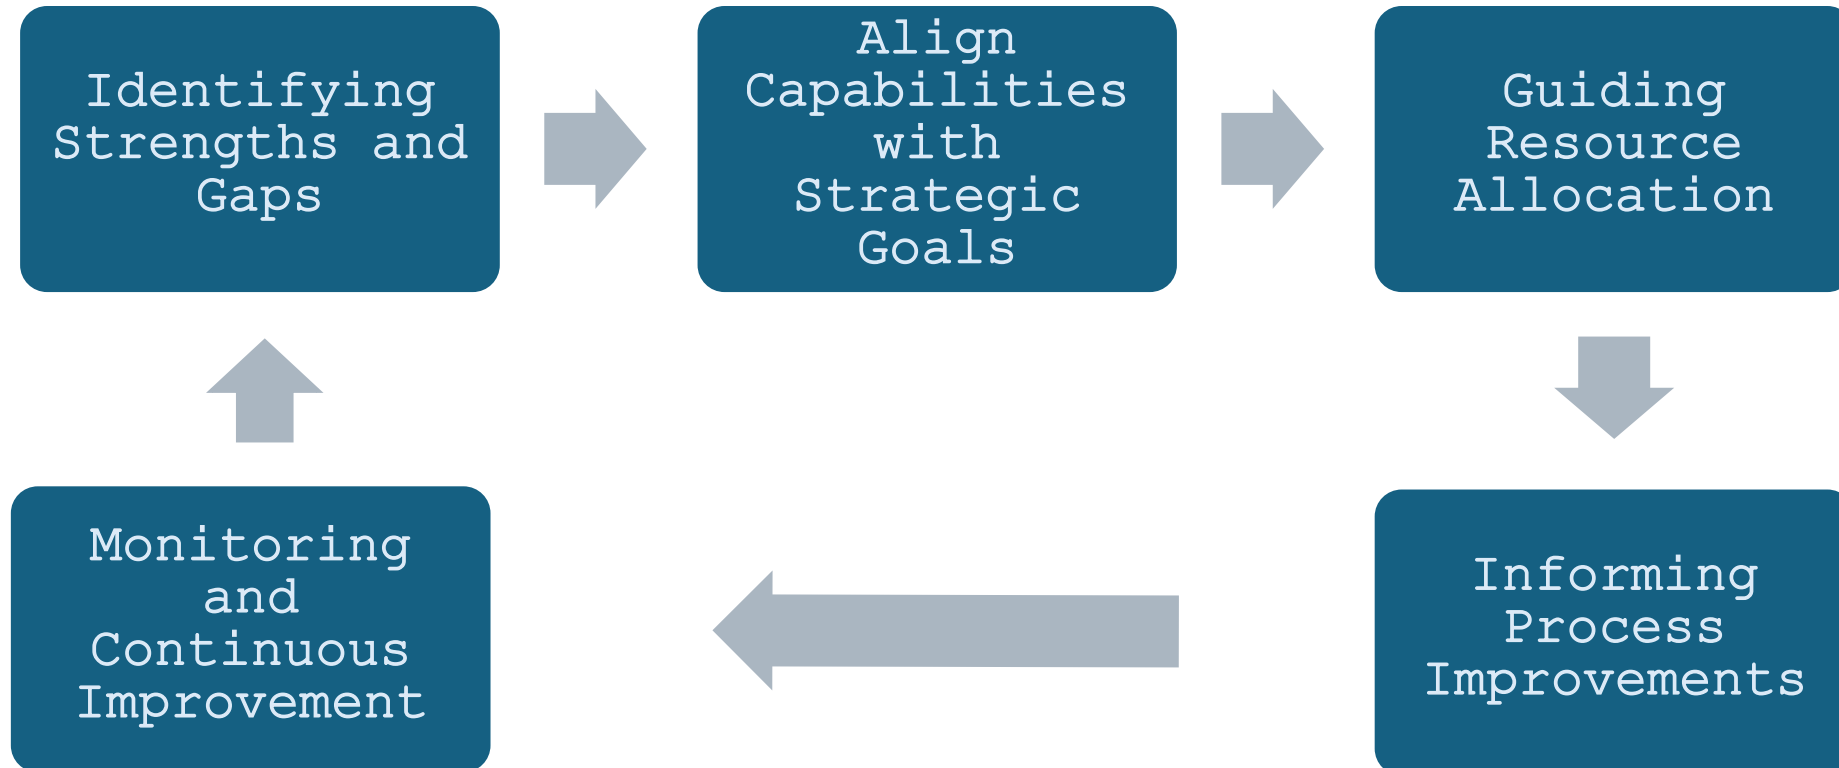 Identifying
Strengths and
Gaps
Align
Capabilities
with
Strategic
Goals
Guiding
Resource
Allocation
Informing
Process
Improvements
Monitoring
and
Continuous
Improvement